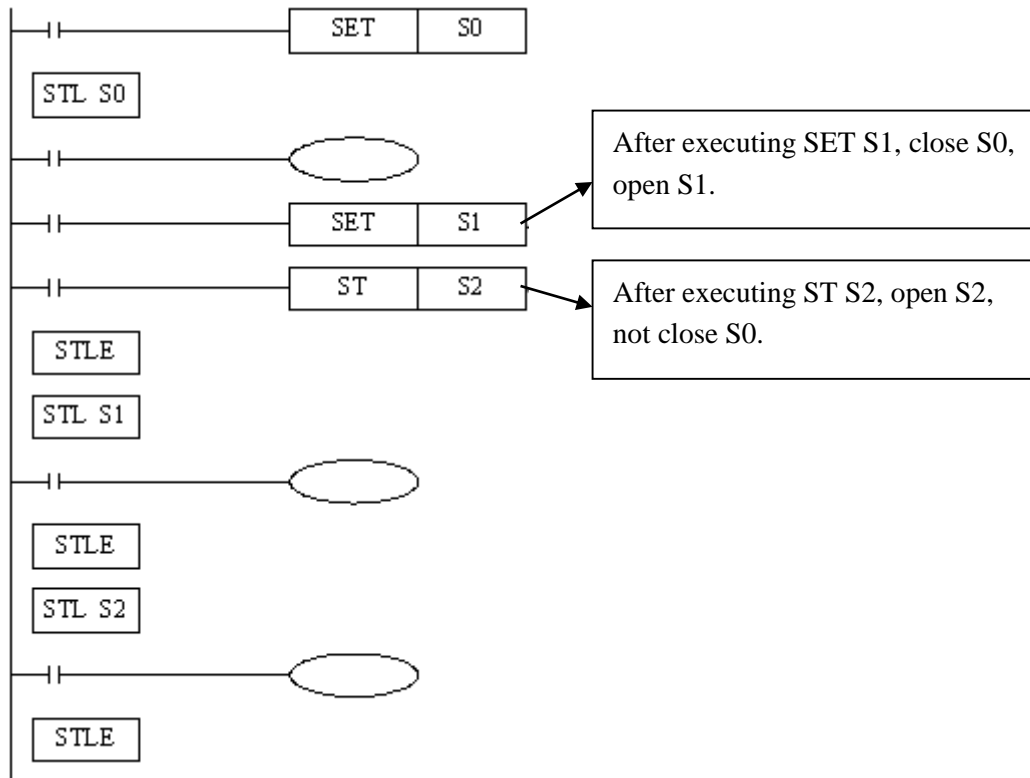 SET S0
STL S0
After executing SET S1, close S0,
open S1.
SET S1
ST S2
After executing ST S2, open S2,
not close S0.
STLE
STL S1
STLE
STL S2
STLE